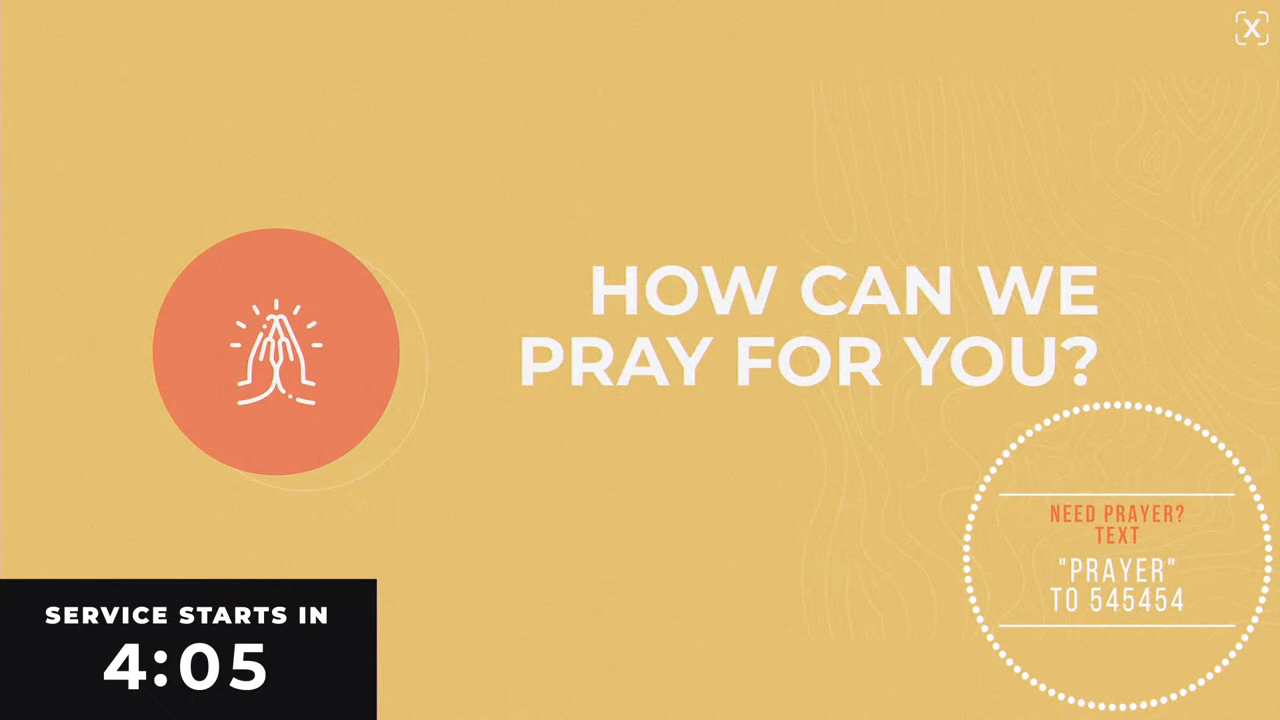 X
HOW CAN WE
PRAY FOR YOU?
NEED PRAYER?
TEXT
"PRAYER"
TO 545454
SERVICE STARTS IN
4:05